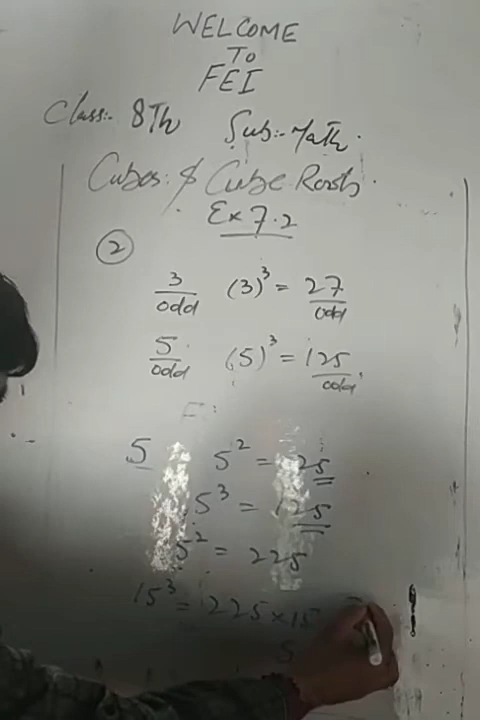 WELCOME
To
FEI
Class:- 8Th Sub:- Math.
Cubes & Cube Roots.
Ex 7.2
2
3 (3)³ = 27
odd odd
5 (5)³ = 125
odd odd
5 5² = 25
5³ = 125
5² = 225
15³ = 225 × 15
5